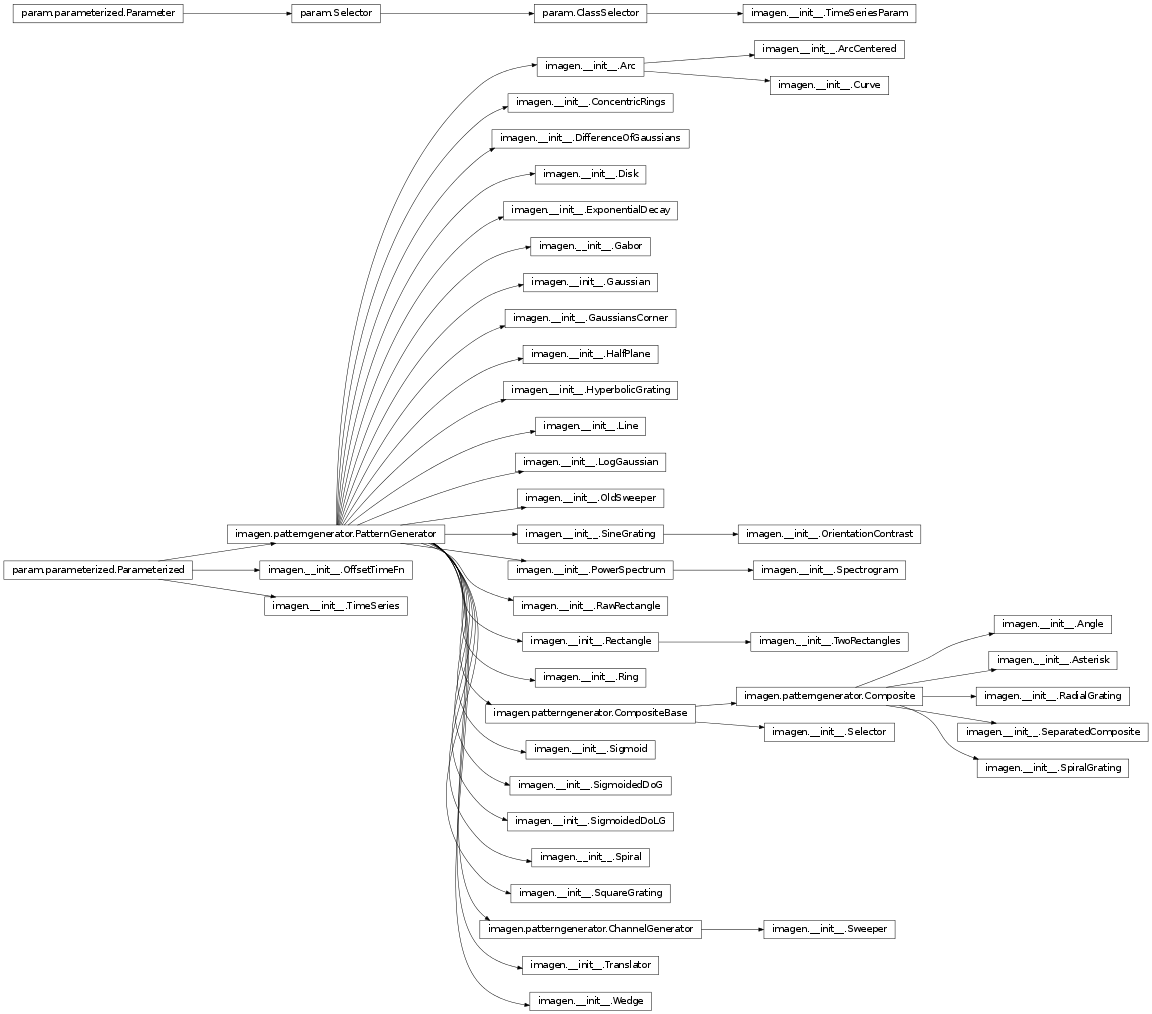 param.parameterized.Parameter
param.Selector
param.ClassSelector
imagen.__init__.TimeSeriesParam
imagen.__init__.ArcCentered
imagen.__init__.Arc
imagen.__init__.Curve
imagen.__init__.ConcentricRings
imagen.__init__.DifferenceOfGaussians
imagen.__init__.Disk
imagen.__init__.ExponentialDecay
imagen.__init__.Gabor
imagen.__init__.Gaussian
imagen.__init__.GaussiansCorner
imagen.__init__.HalfPlane
imagen.__init__.HyperbolicGrating
imagen.__init__.Line
imagen.__init__.LogGaussian
imagen.__init__.OldSweeper
imagen.patterngenerator.PatternGenerator
imagen.__init__.SineGrating
imagen.__init__.OrientationContrast
param.parameterized.Parameterized
imagen.__init__.OffsetTimeFn
imagen.__init__.PowerSpectrum
imagen.__init__.Spectrogram
imagen.__init__.TimeSeries
imagen.__init__.RawRectangle
imagen.__init__.Angle
imagen.__init__.Rectangle
imagen.__init__.TwoRectangles
imagen.__init__.Asterisk
imagen.__init__.Ring
imagen.patterngenerator.Composite
imagen.__init__.RadialGrating
imagen.patterngenerator.CompositeBase
imagen.__init__.Selector
imagen.__init__.SeparatedComposite
imagen.__init__.Sigmoid
imagen.__init__.SpiralGrating
imagen.__init__.SigmoidedDoG
imagen.__init__.SigmoidedDoLG
imagen.__init__.Spiral
imagen.__init__.SquareGrating
imagen.patterngenerator.ChannelGenerator
imagen.__init__.Sweeper
imagen.__init__.Translator
imagen.__init__.Wedge